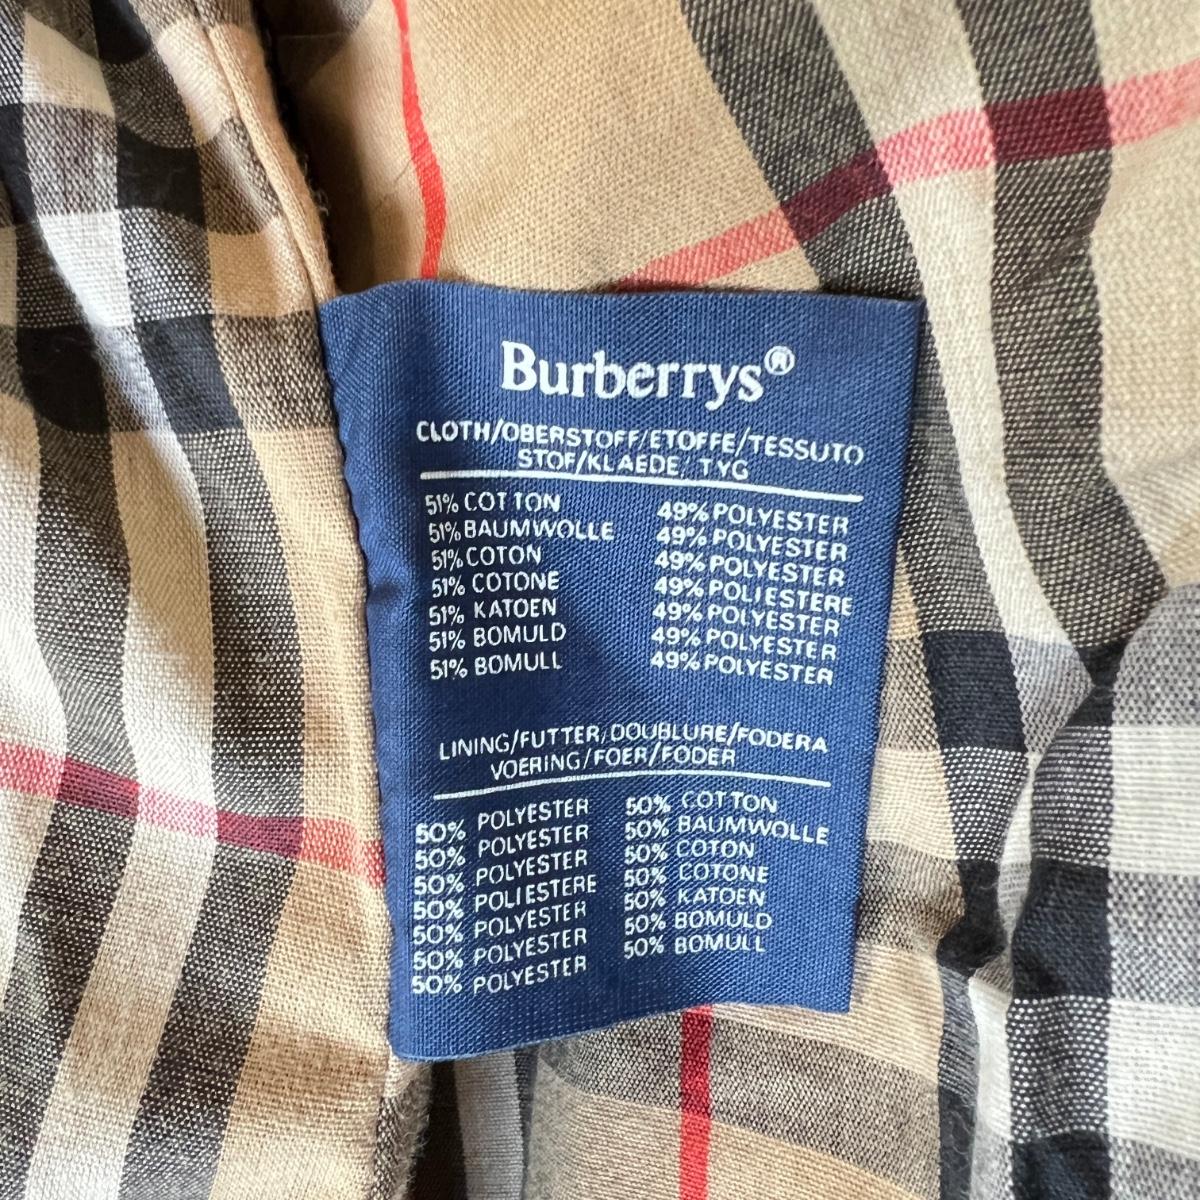 Burberrys®
CLOTH/OBERSTOFF/ETOFFE/TESSUTO
STOF/KLAEDE/TYG
51% COTTON 49% POLYESTER
51% BAUMWOLLE 49% POLYESTER
51% COTON 49% POLYESTER
51% COTONE 49% POLIESTERE
51% KATOEN 49% POLYESTER
51% BOMULD 49% POLYESTER
51% BOMULL 49% POLYESTER
LINING/FUTTER/DOUBLURE/FODERA
VOERING/FOER/FODER
50% POLYESTER 50% COTTON
50% POLYESTER 50% BAUMWOLLE
50% POLYESTER 50% COTON
50% POLIESTERE 50% COTONE
50% POLYESTER 50% KATOEN
50% POLYESTER 50% BOMULD
50% POLYESTER 50% BOMULL